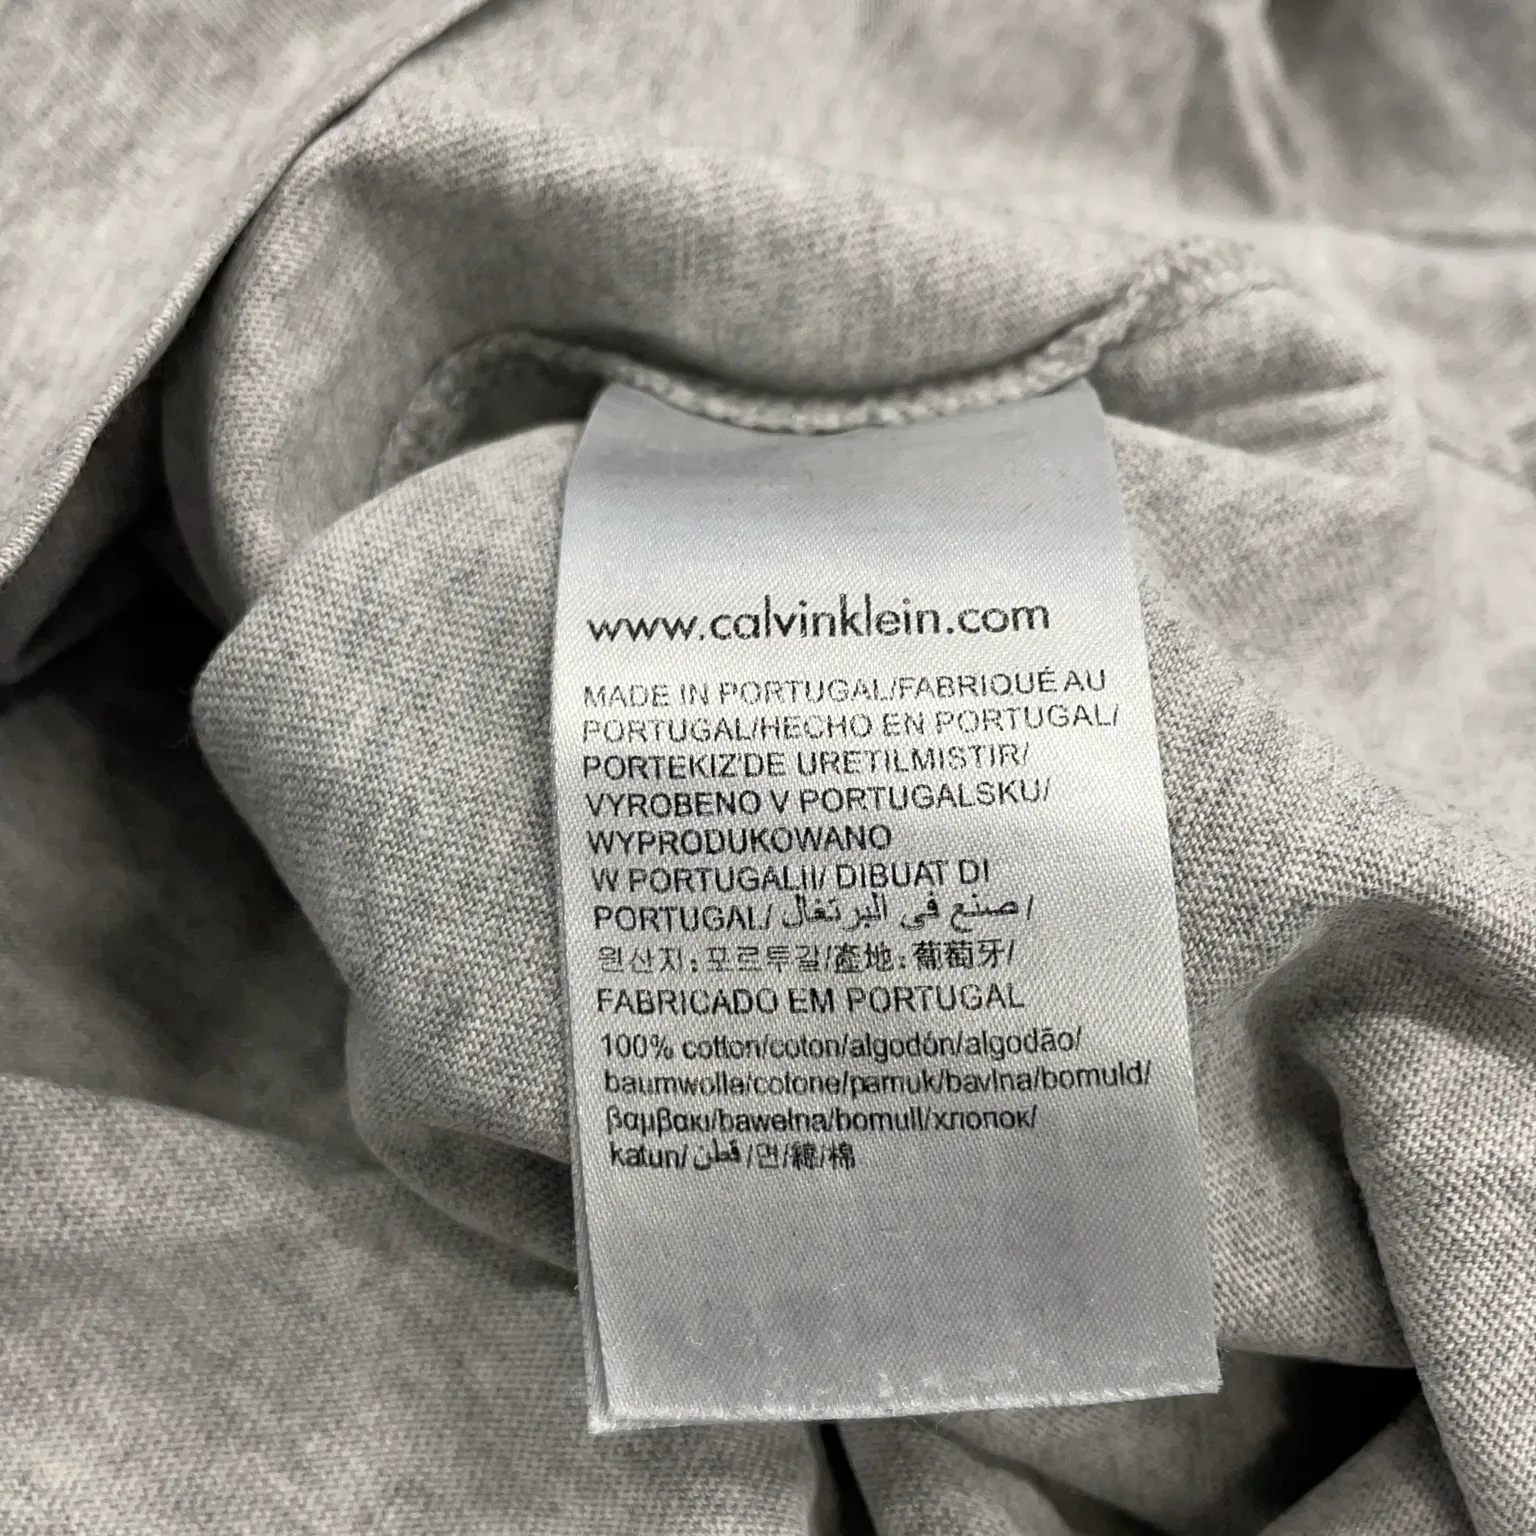 www.calvinklein.com
MADE IN PORTUGAL/FABRIQUÉ AU
PORTUGAL/HECHO EN PORTUGAL/
PORTEKIZ'DE URETILMISTIR/
VYROBENO V PORTUGALSKU/
WYPRODUKOWANO
W PORTUGALII/ DIBUAT DI
PORTUGAL/ صنع في البرتغال /
원산지: 포르투갈/產地: 葡萄牙/
FABRICADO EM PORTUGAL
100% cotton/coton/algodón/algodão/
baumwolle/cotone/pamuk/bavlna/bomuld/
βαμβακι/bawełna/bomull/хлопок/
katun/ قطن /면/綿/棉